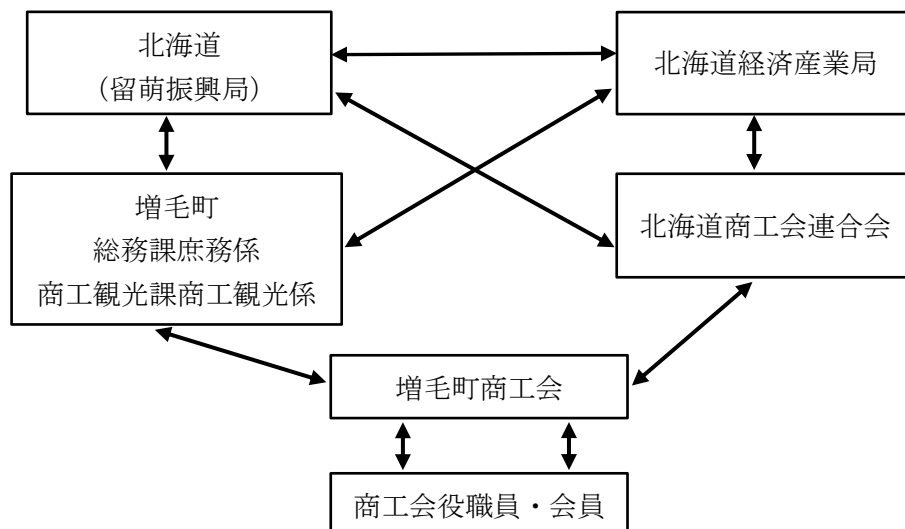 北海道
(留萌振興局)
北海道経済産業局
増毛町
総務課庶務係
商工観光課商工観光係
北海道商工会連合会
増毛町商工会
商工会役職員・会員